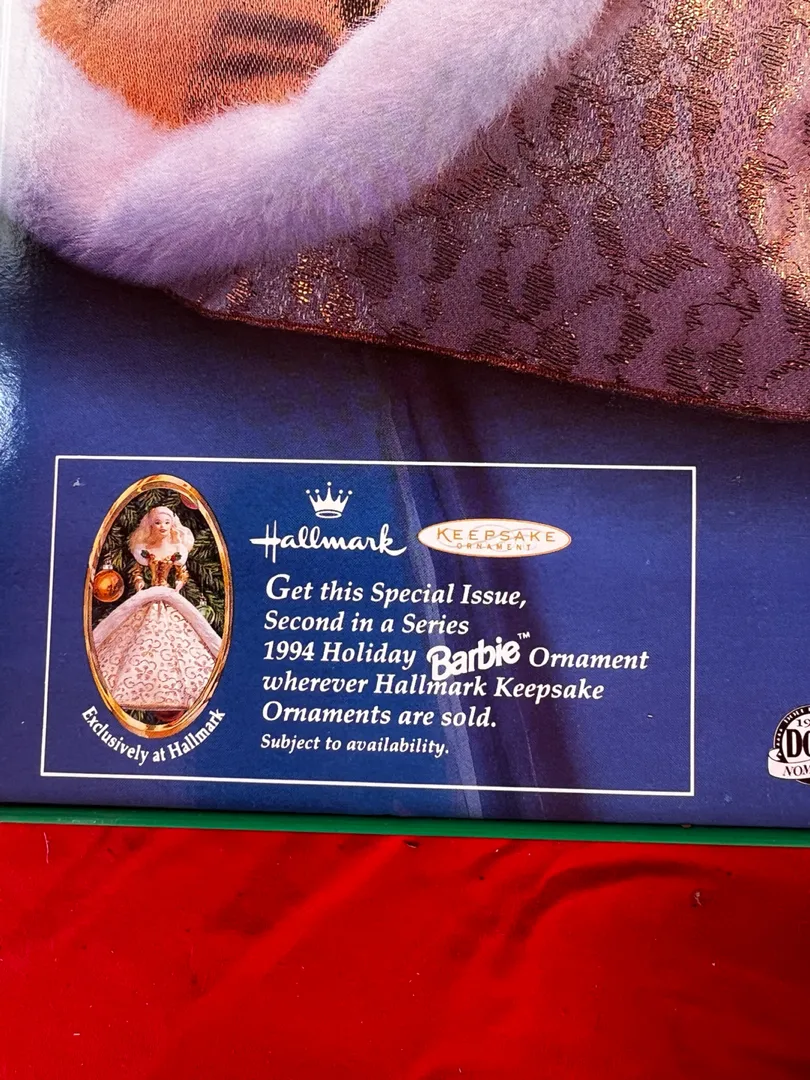 Hallmark
KEEPSAKE
ORNAMENT
Get this Special Issue,
Second in a Series
1994 Holiday Barbie™ Ornament
wherever Hallmark Keepsake
Ornaments are sold.
Subject to availability.
Exclusively at Hallmark